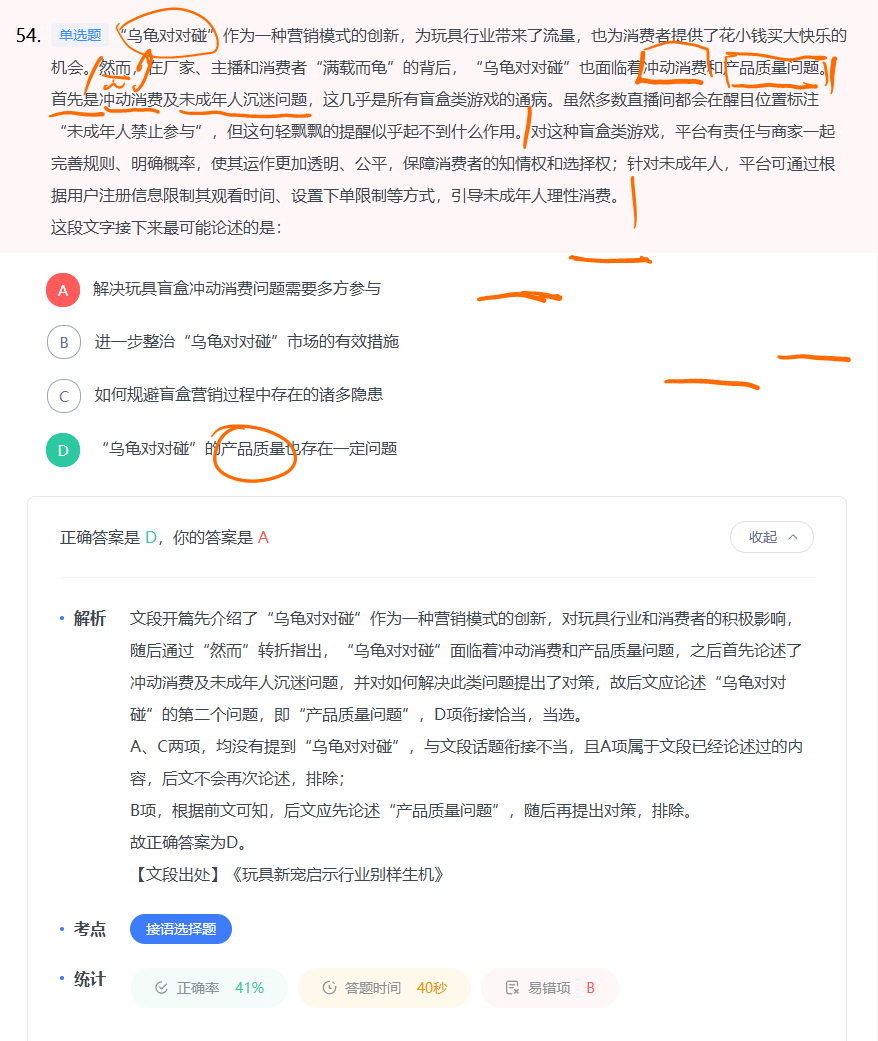 54. 单选题 “乌龟对对碰”作为一种营销模式的创新，为玩具行业带来了流量，也为消费者提供了花小钱买大快乐的
机会。然而，在厂家、主播和消费者“满载而龟”的背后，“乌龟对对碰”也面临着冲动消费和产品质量问题。
首先是冲动消费及未成年人沉迷问题，这几乎是所有盲盒类游戏的通病。虽然多数直播间都会在醒目位置标注
“未成年人禁止参与”，但这句轻飘飘的提醒似乎起不到什么作用。对这种盲盒类游戏，平台有责任与商家一起
完善规则、明确概率，使其运作更加透明、公平，保障消费者的知情权和选择权；针对未成年人，平台可通过根
据用户注册信息限制其观看时间、设置下单限制等方式，引导未成年人理性消费。
这段文字接下来最可能论述的是：
A 解决玩具盲盒冲动消费问题需要多方参与
B 进一步整治“乌龟对对碰”市场的有效措施
C 如何规避盲盒营销过程中存在的诸多隐患
D “乌龟对对碰”的产品质量也存在一定问题
正确答案是 D，你的答案是 A 收起
解析 文段开篇先介绍了“乌龟对对碰”作为一种营销模式的创新，对玩具行业和消费者的积极影响，
随后通过“然而”转折指出，“乌龟对对碰”面临着冲动消费和产品质量问题，之后首先论述了
冲动消费及未成年人沉迷问题，并对如何解决此类问题提出了对策，故后文应论述“乌龟对对
碰”的第二个问题，即“产品质量问题”，D项衔接恰当，当选。
A、C两项，均没有提到“乌龟对对碰”，与文段话题衔接不当，且A项属于文段已经论述过的内
容，后文不会再次论述，排除；
B项，根据前文可知，后文应先论述“产品质量问题”，随后再提出对策，排除。
故正确答案为D。
【文段出处】《玩具新宠启示行业别样生机》
考点 接语选择题
统计 正确率 41% 答题时间 40秒 易错项 B